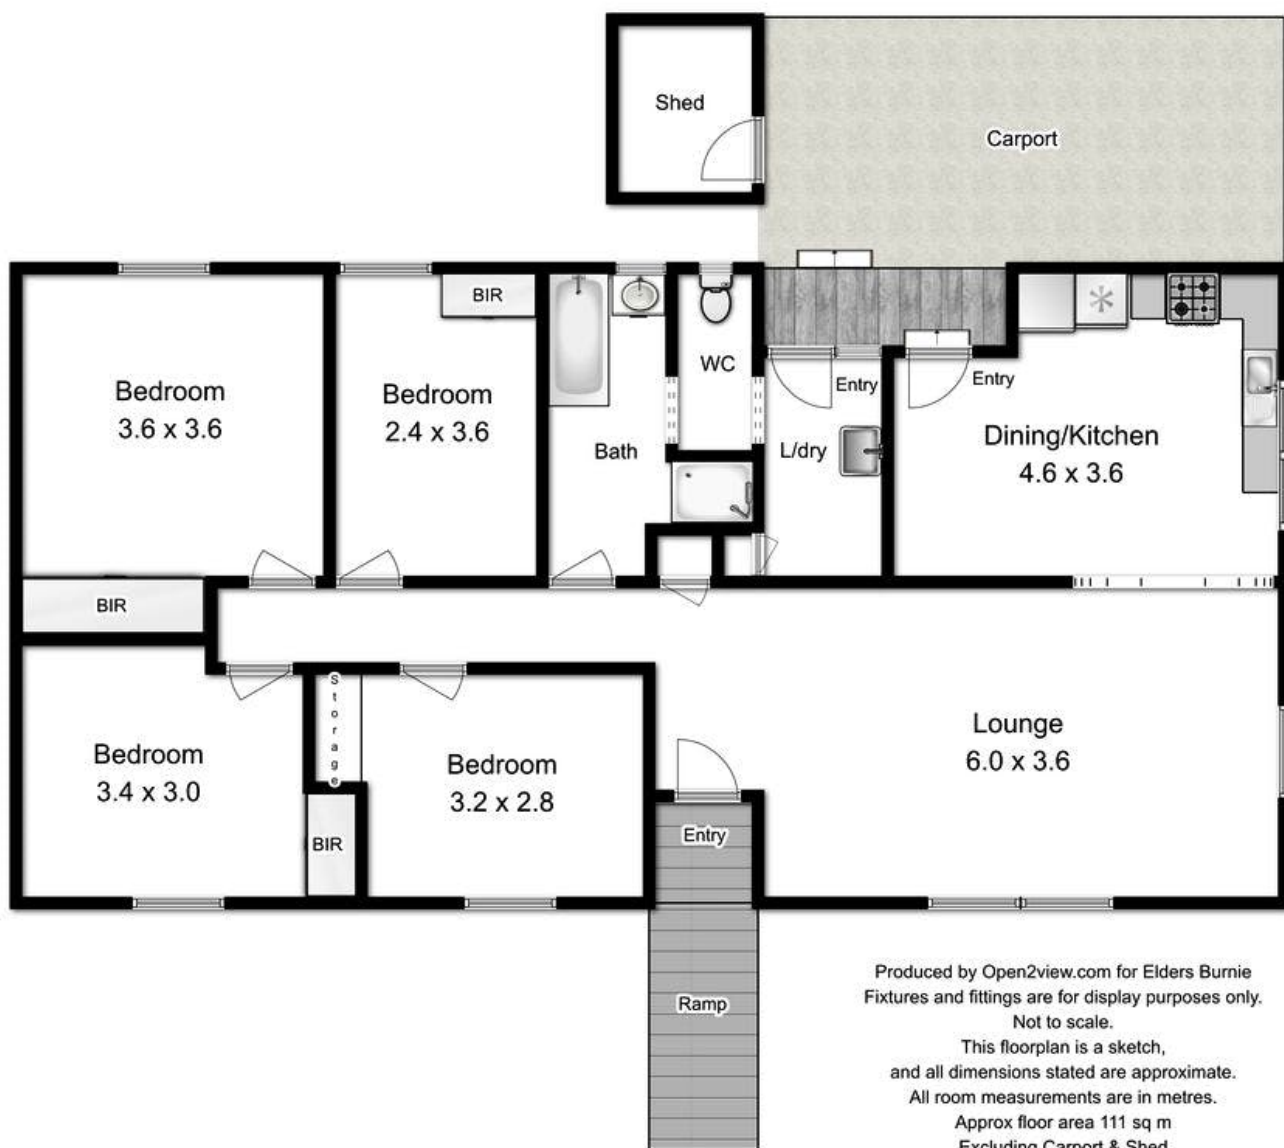 Shed
Carport
BIR
Bedroom
3.6 x 3.6
Bedroom
2.4 x 3.6
WC
Entry
Entry
Bath
L/dry
Dining/Kitchen
4.6 x 3.6
BIR
Storage
Bedroom
3.4 x 3.0
Bedroom
3.2 x 2.8
Lounge
6.0 x 3.6
BIR
Entry
Ramp
Produced by Open2view.com for Elders Burnie
Fixtures and fittings are for display purposes only.
Not to scale.
This floorplan is a sketch,
and all dimensions stated are approximate.
All room measurements are in metres.
Approx floor area 111 sq m
Excluding Carport & Shed